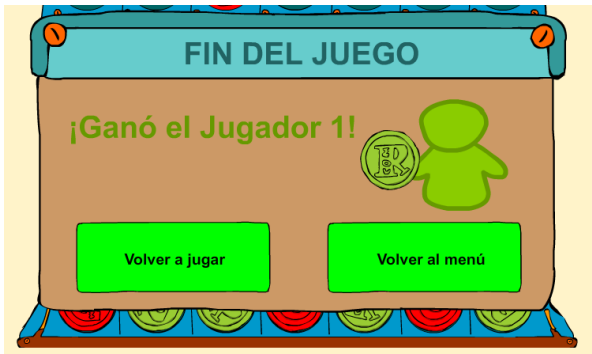 FIN DEL JUEGO
¡Ganó el Jugador 1!
R
Volver a jugar
Volver al menú